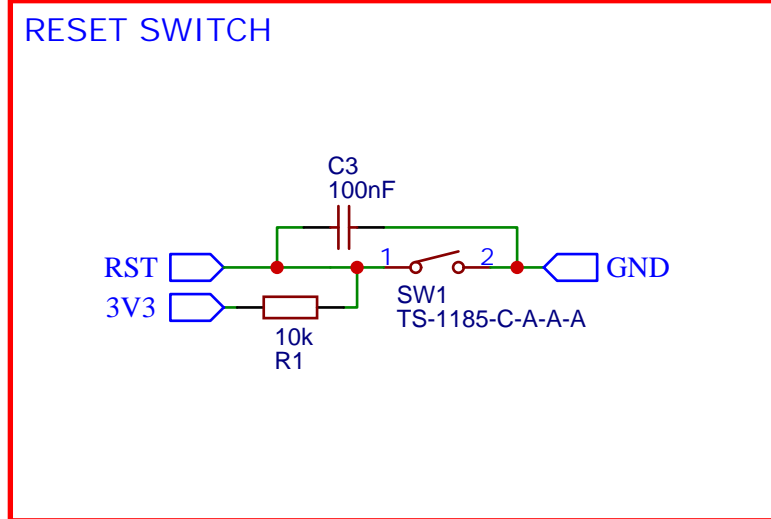 RESET SWITCH
C3
100nF
RST
1
2
GND
3V3
SW1
TS-1185-C-A-A-A
10k
R1